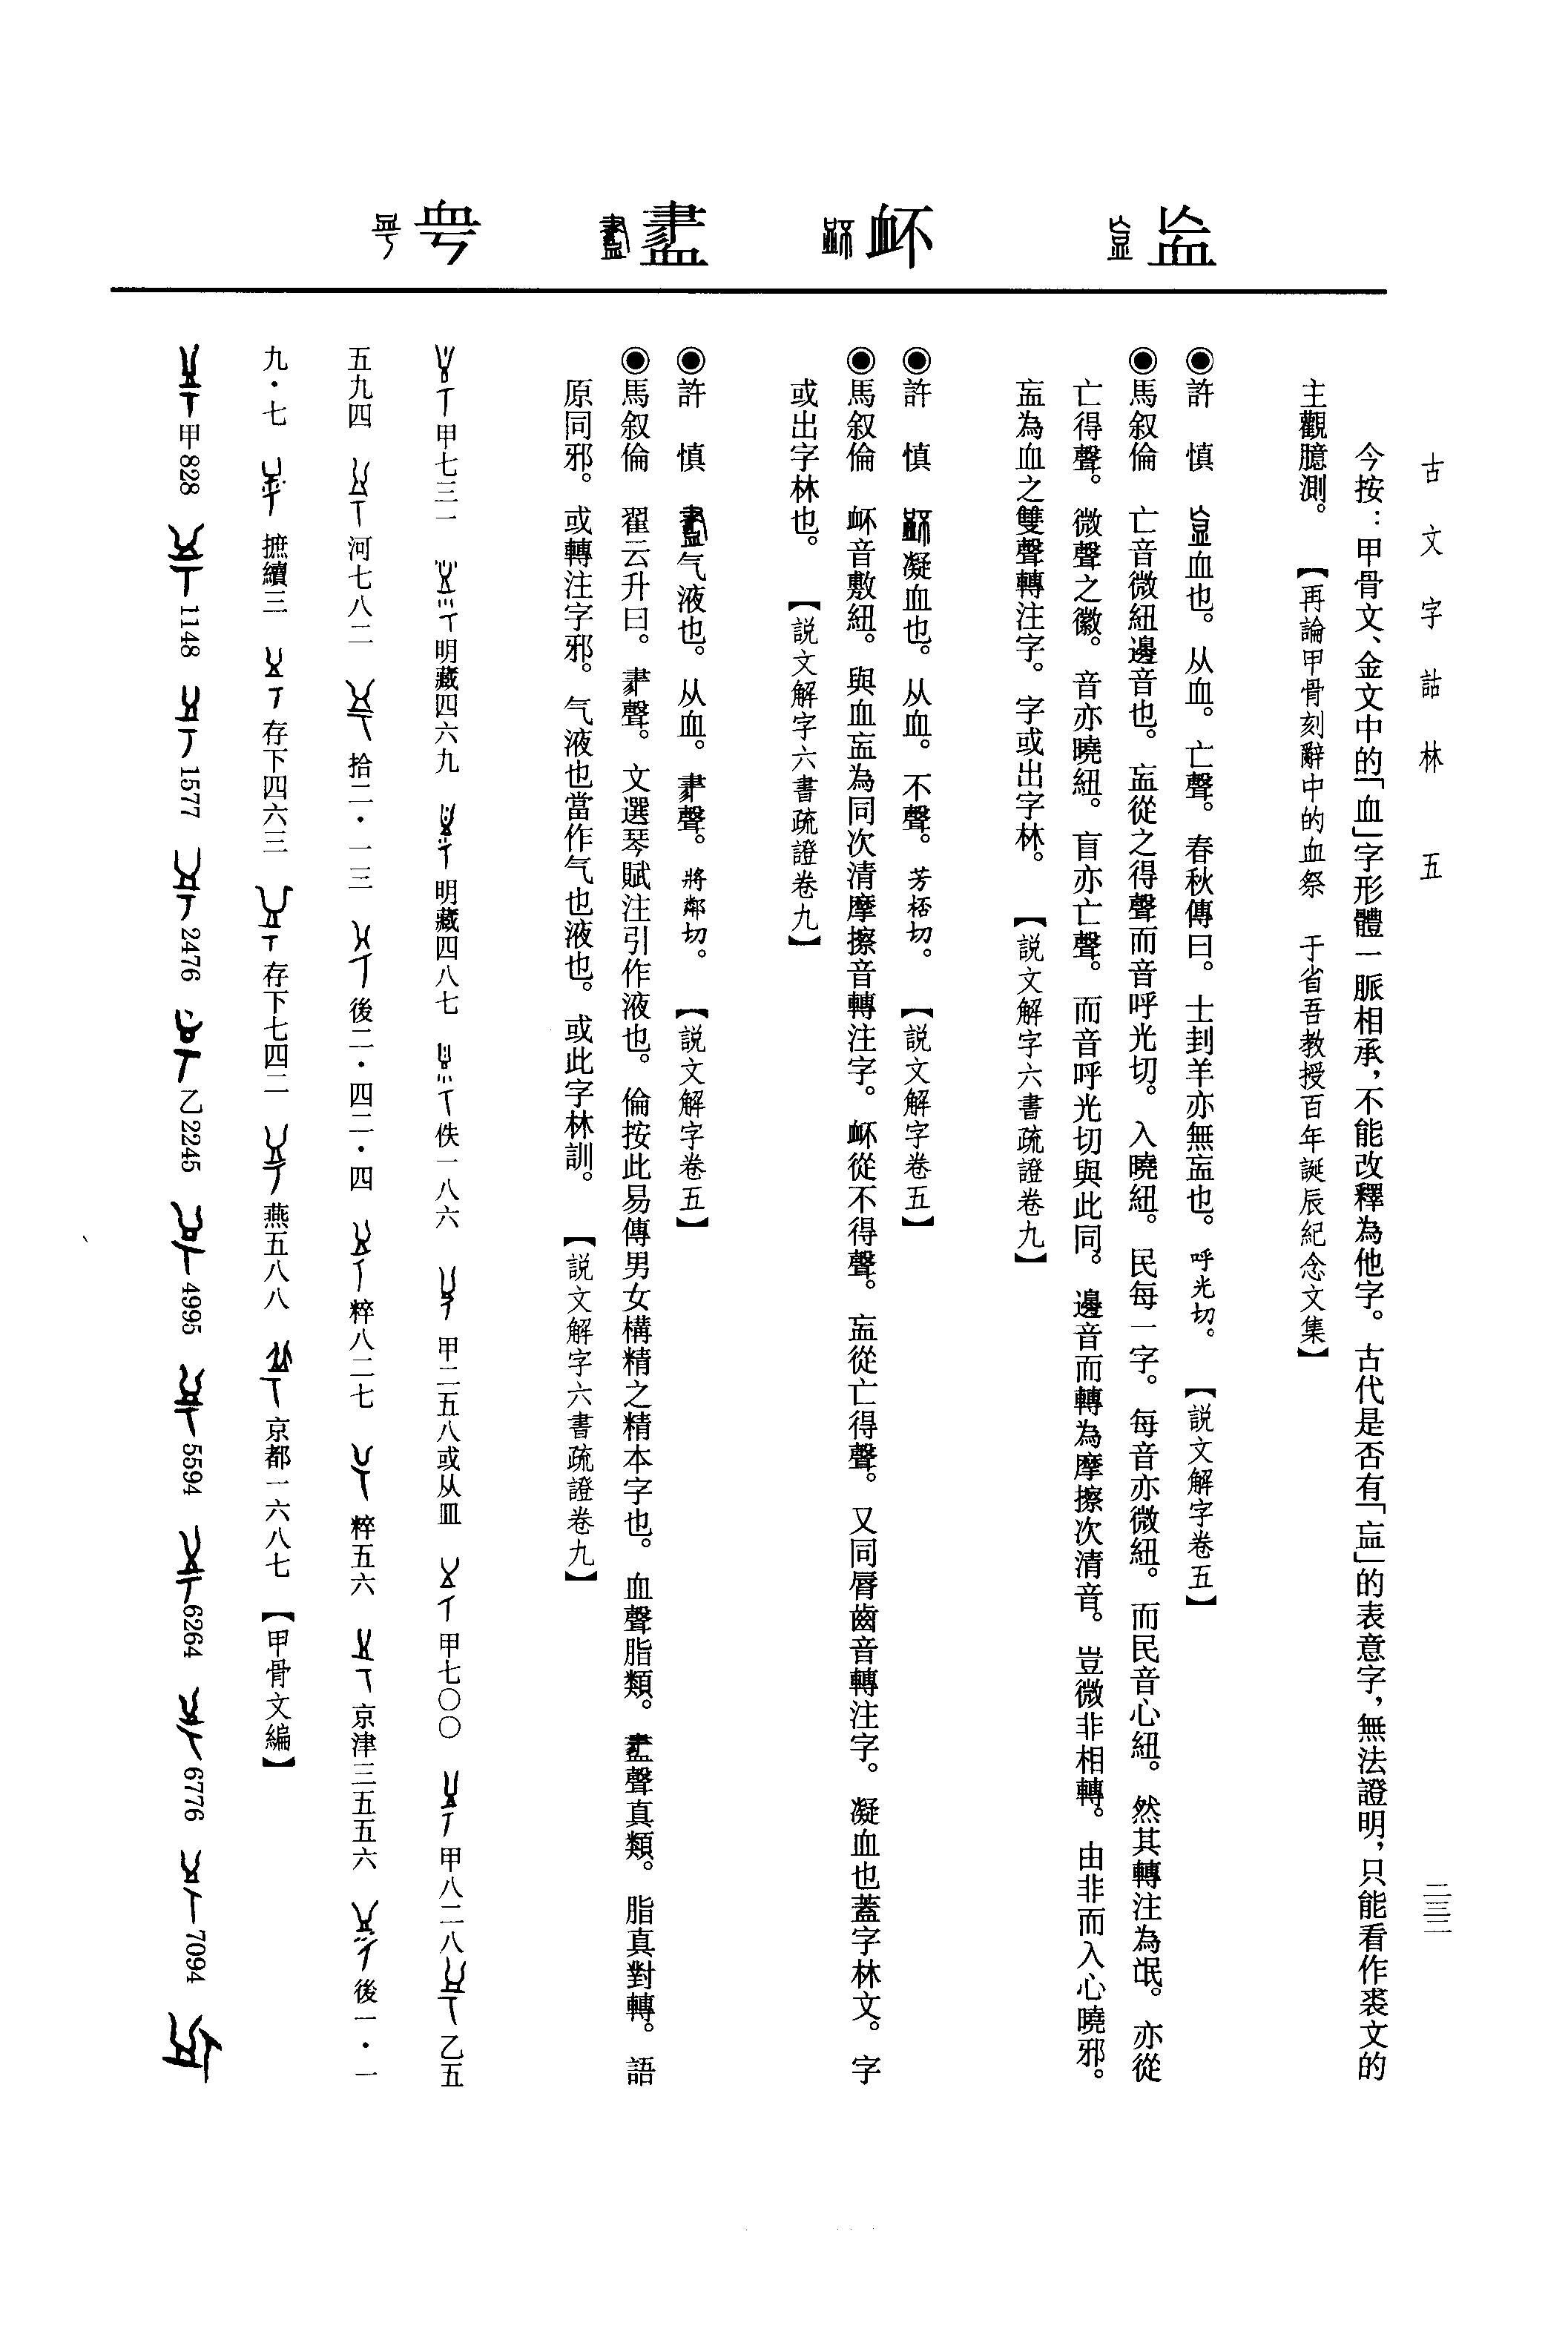 古文字詁林 五
二三二
今按：甲骨文、金文中的「血」字形體一脈相承，不能改釋為他字。古代是否有「衁」的表意字，無法證明，只能看作裘文的
主觀臆測。【再論甲骨刻辭中的血祭 于省吾教授百年誕辰紀念文集】
衁
◉許 慎 血也。从血。亡聲。春秋傳曰。士刲羊亦無衁也。呼光切。【説文解字卷五】
◉馬叙倫 亡音微紐邊音也。衁從之得聲而音呼光切。入曉紐。民每一字。每音亦微紐。而民音心紐。然其轉注為氓。亦從
亡得聲。微聲之徽。音亦曉紐。肓亦亡聲。而音呼光切與此同。邊音而轉為摩擦次清音。豈微非相轉。由非而入心曉邪。
衁為血之雙聲轉注字。字或出字林。【説文解字六書疏證卷九】
衃
◉許 慎 凝血也。从血。不聲。芳桮切。【説文解字卷五】
◉馬叙倫 衃音敷紐。與血衁為同次清摩擦音轉注字。衃從不得聲。衁從亡得聲。又同脣齒音轉注字。凝血也蓋字林文。字
或出字林也。【説文解字六書疏證卷九】
衋
◉許 慎 气液也。从血。聲。將鄰切。【説文解字卷五】
◉馬叙倫 翟云升曰。聲。文選琴賦注引作液也。倫按此易傳男女構精之精本字也。血聲脂類。聲真類。脂真對轉。語
原同邪。或轉注字邪。气液也當作气也液也。或此字林訓。【説文解字六書疏證卷九】
甹
甲七三一 明藏四六九 明藏四八七 佚一八六 甲二五八或从皿 甲七〇〇 甲八二八 乙五
五九四 河七八二 拾二·一三 後二·四二·四 粹八二七 粹五六 京津三五五六 後一·一
九·七 摭續三 存下四六三 存下七四二 燕五八八 京都一六八七【甲骨文編】
甲828 1148 1577 2476 乙2245 4995 5594 6264 6776 7094